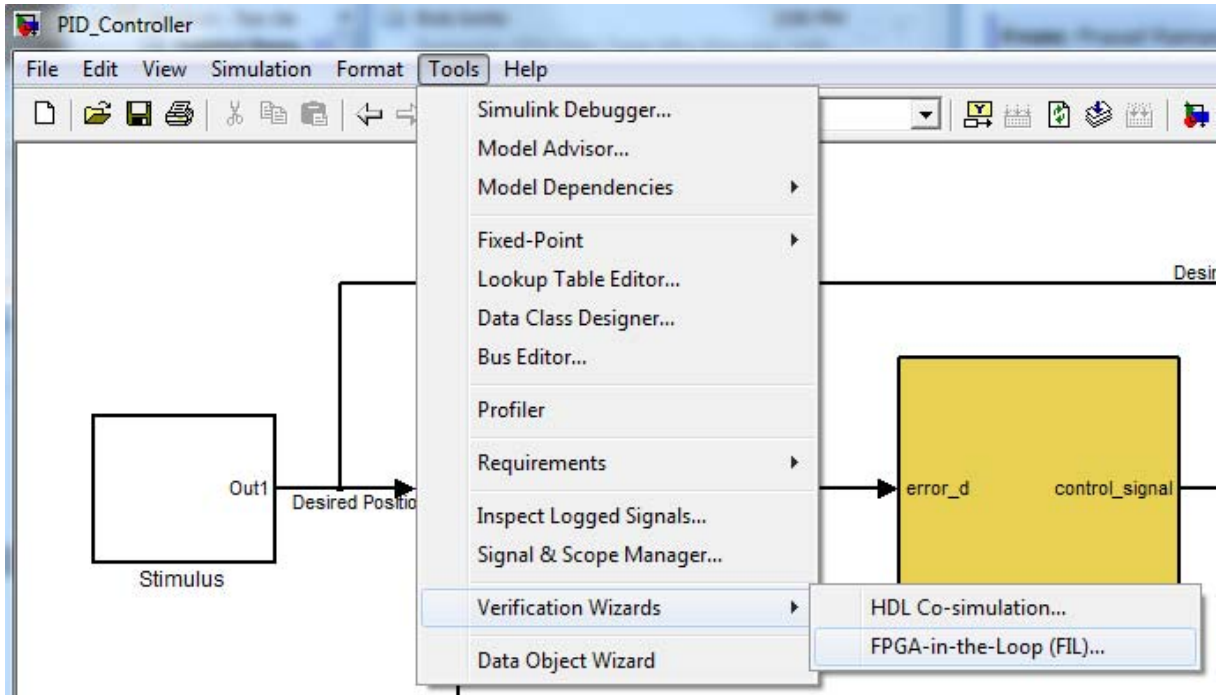 PID_Controller
File Edit View Simulation Format Tools Help
Simulink Debugger...
Model Advisor...
Model Dependencies
Fixed-Point
Lookup Table Editor...
Data Class Designer...
Bus Editor...
Profiler
Requirements
Inspect Logged Signals...
Signal & Scope Manager...
Verification Wizards
Data Object Wizard
HDL Co-simulation...
FPGA-in-the-Loop (FIL)...
Desir
Out1
Desired Positio
Stimulus
error_d control_signal